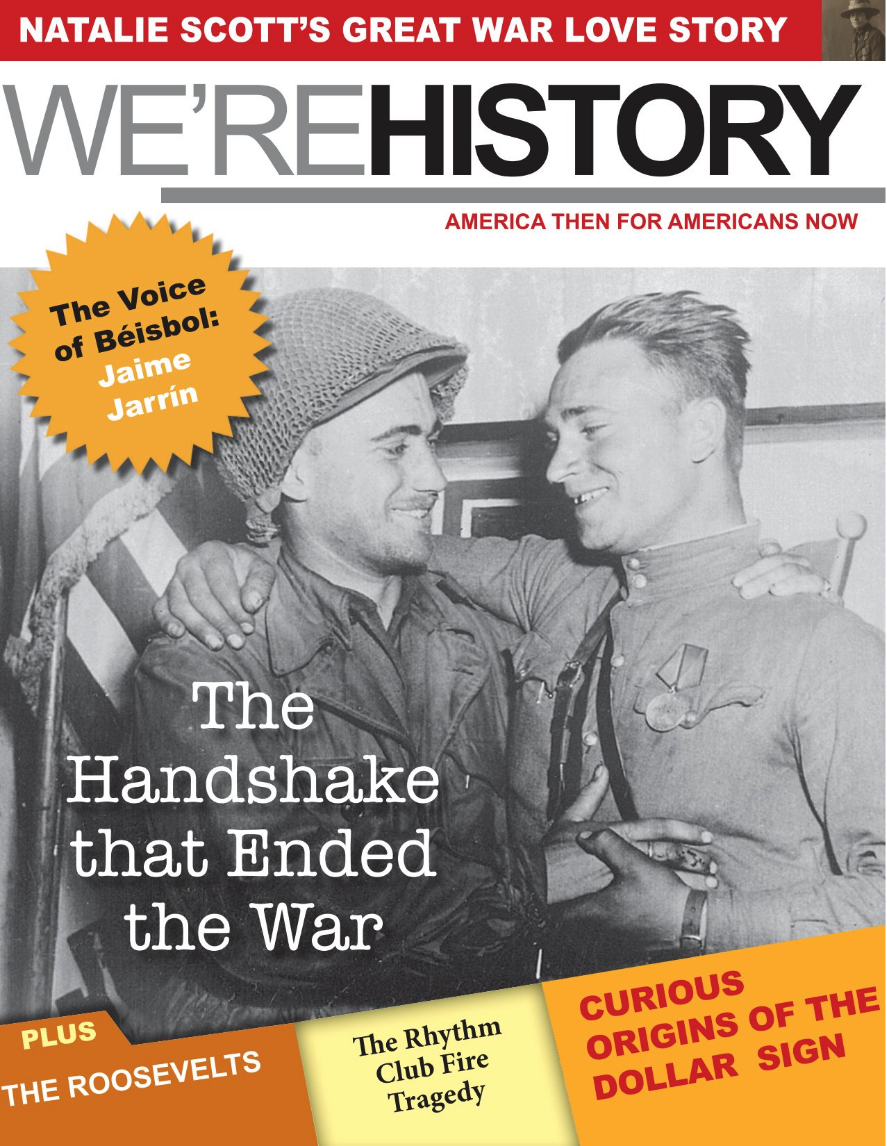 NATALIE SCOTT'S GREAT WAR LOVE STORY
WE'REHISTORY
AMERICA THEN FOR AMERICANS NOW
The Voice
of Béisbol:
Jaime
Jarrín
The
Handshake
that Ended
the War
PLUS
THE ROOSEVELTS
The Rhythm
Club Fire
Tragedy
CURIOUS
ORIGINS OF THE
DOLLAR SIGN